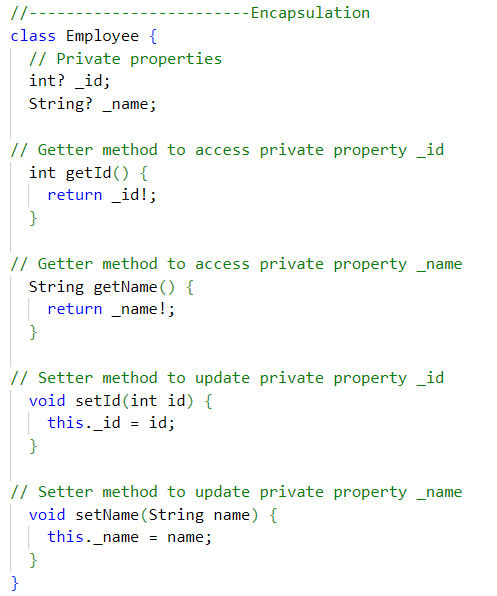 //------------------------Encapsulation
class Employee {
  // Private properties
  int? _id;
  String? _name;

// Getter method to access private property _id
  int getId() {
    return _id!;
  }

// Getter method to access private property _name
  String getName() {
    return _name!;
  }

// Setter method to update private property _id
  void setId(int id) {
    this._id = id;
  }

// Setter method to update private property _name
  void setName(String name) {
    this._name = name;
  }
}